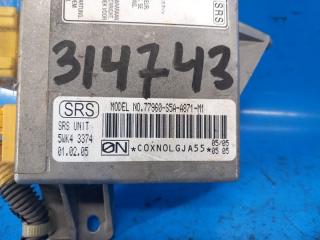 SRS
314743
SRS
MODEL NO.77960-S5A-A871-M1
SRS UNIT
5WK4 3374
01.02.05
ON
*COXNOLGJA55*
05/05
05 05